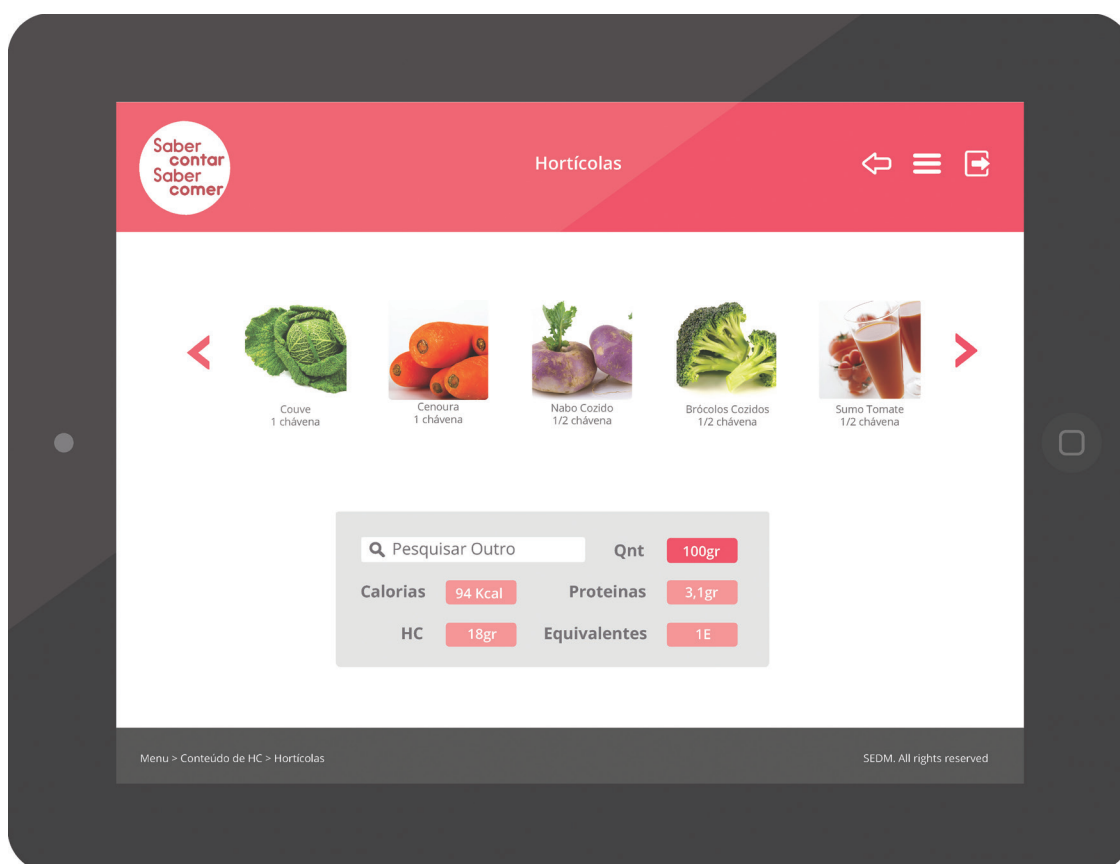 Saber
contar
Saber
comer
Hortícolas
Couve
1 chávena
Cenoura
1 chávena
Nabo Cozido
1/2 chávena
Brócolos Cozidos
1/2 chávena
Sumo Tomate
1/2 chávena
Pesquisar Outro
Qnt 100gr
Calorias 94 Kcal Proteinas 3,1gr
HC 18gr Equivalentes 1E
Menu > Conteúdo de HC > Hortícolas
SEDM. All rights reserved